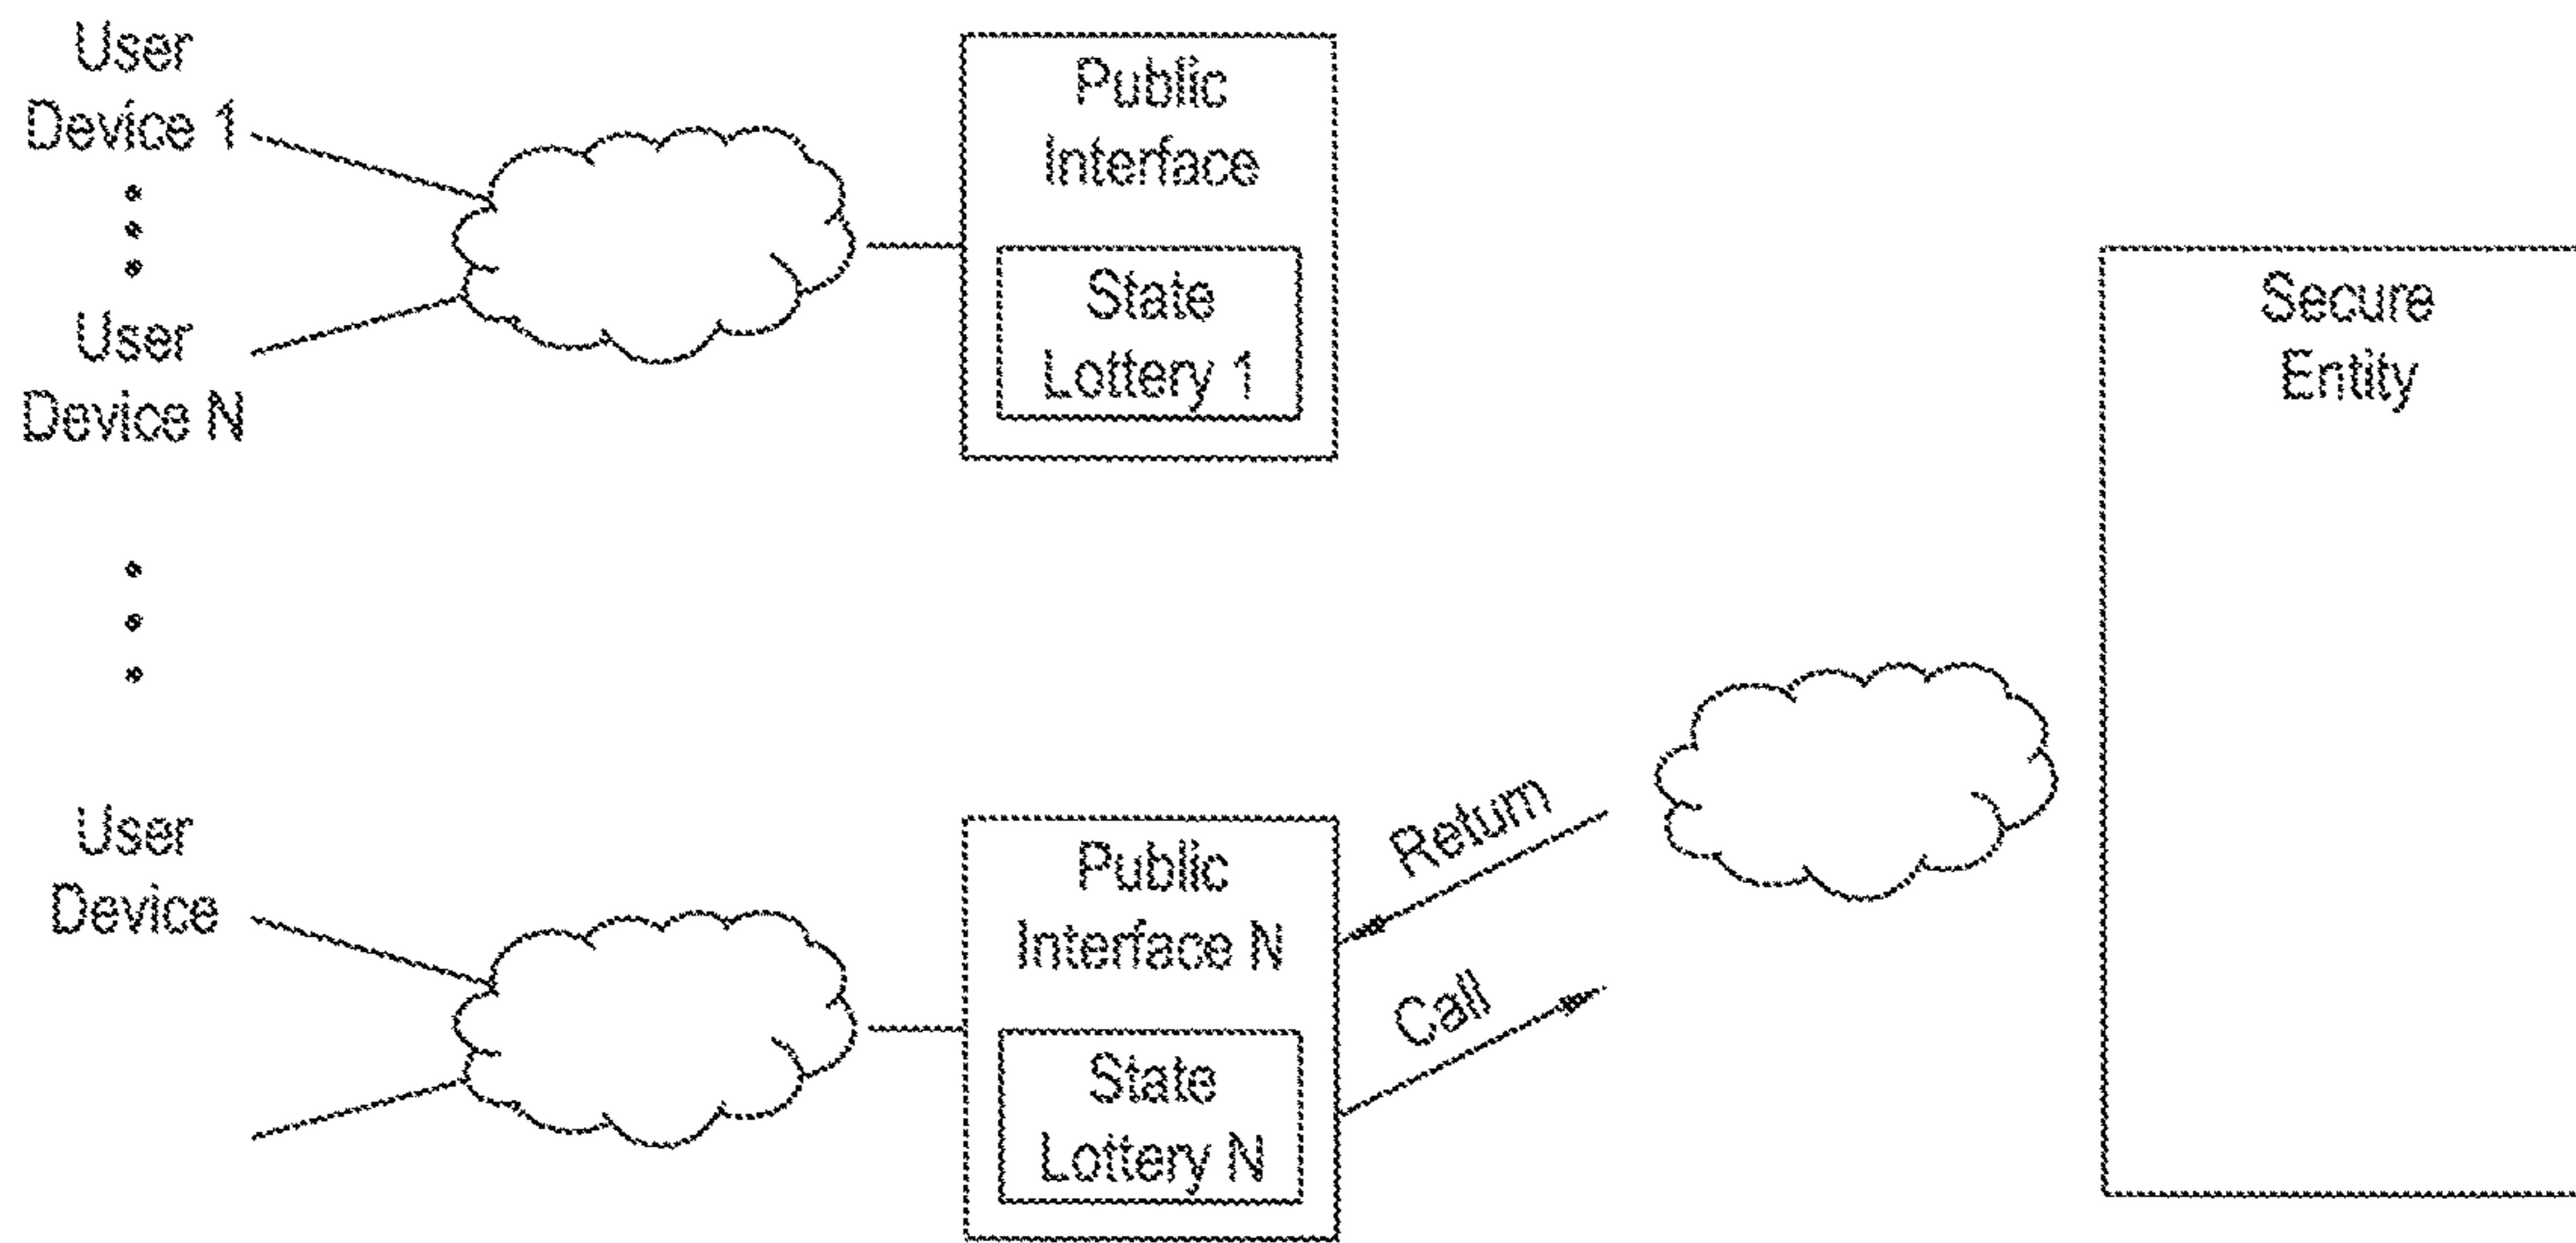 User
Device 1
User
Device N
Public
Interface
State
Lottery 1
Secure
Entity
User
Device
Public
Interface N
State
Lottery N
Return
Call